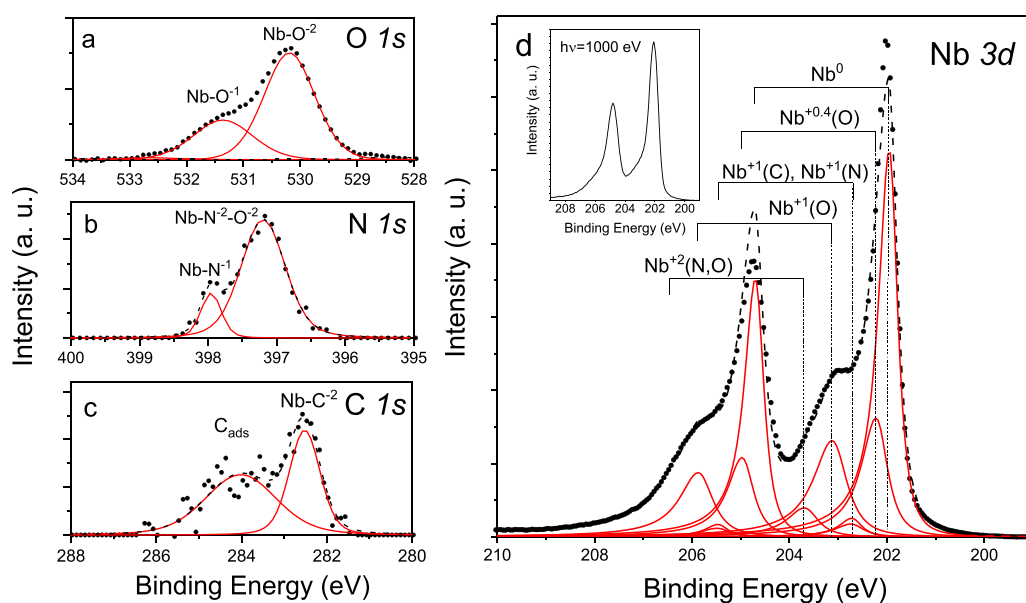 a
Nb-O-2
O 1s
Nb-O-1
534 533 532 531 530 529 528
b
Nb-N-2-O-2
N 1s
Nb-N-1
400 399 398 397 396 395
c
Nb-C-2
C 1s
Cads
288 286 284 282 280
Intensity (a. u.)
Binding Energy (eV)
d
hν=1000 eV
Nb 3d
Intensity (a. u.)
208 206 204 202 200
Binding Energy (eV)
Nb0
Nb+0.4(O)
Nb+1(C), Nb+1(N)
Nb+1(O)
Nb+2(N,O)
Intensity (a. u.)
210 208 206 204 202 200
Binding Energy (eV)